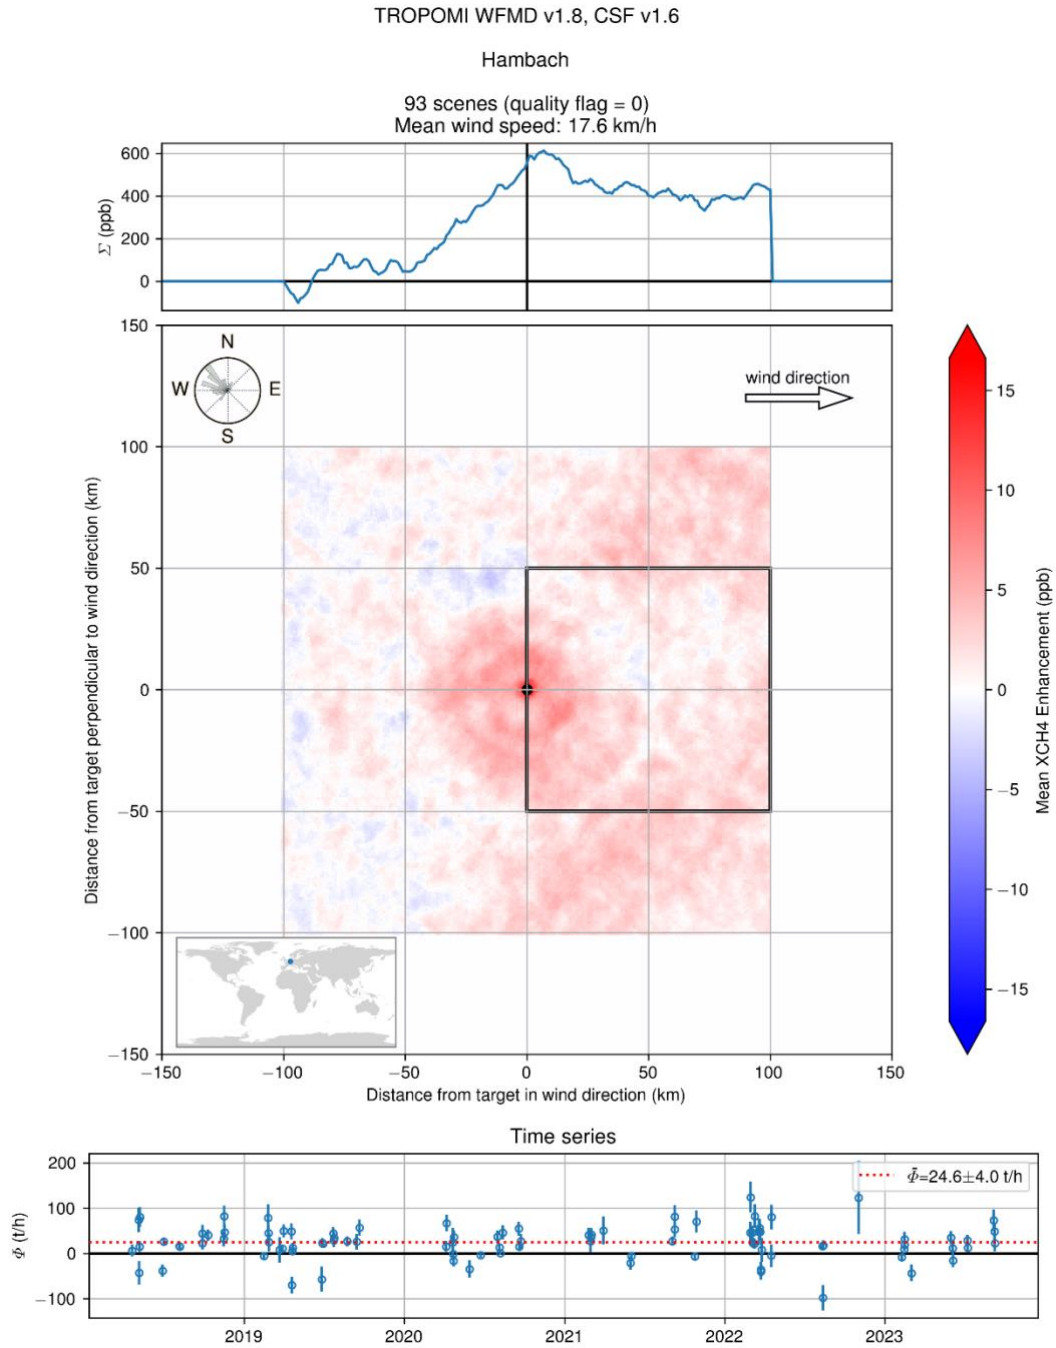 TROPOMI WFMD v1.8, CSF v1.6
Hambach
93 scenes (quality flag = 0)
Mean wind speed: 17.6 km/h
600
400
200
0
Σ (ppb)
150
100
50
0
−50
−100
−150
Distance from target perpendicular to wind direction (km)
N
W
E
S
wind direction
−150
−100
−50
0
50
100
150
Distance from target in wind direction (km)
15
10
5
0
−5
−10
−15
Mean XCH4 Enhancement (ppb)
Time series
200
100
0
−100
Φ (t/h)
Φ̄=24.6±4.0 t/h
2019
2020
2021
2022
2023